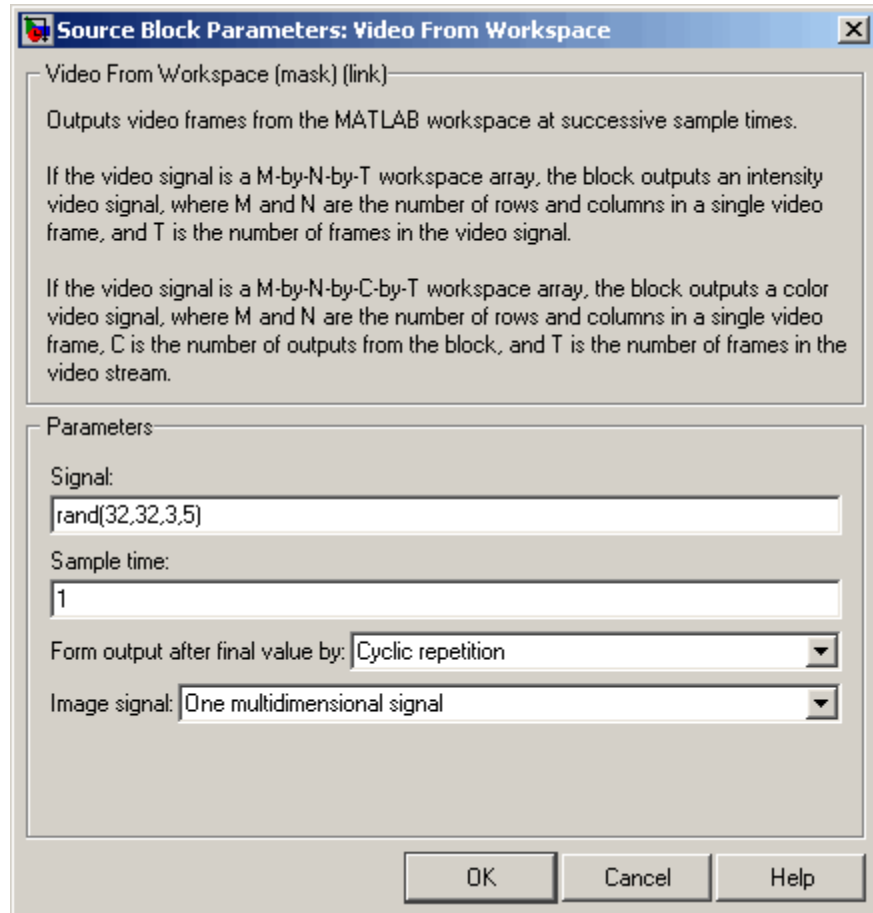 Source Block Parameters: Video From Workspace
Video From Workspace (mask) (link)
Outputs video frames from the MATLAB workspace at successive sample times.
If the video signal is a M-by-N-by-T workspace array, the block outputs an intensity
video signal, where M and N are the number of rows and columns in a single video
frame, and T is the number of frames in the video signal.
If the video signal is a M-by-N-by-C-by-T workspace array, the block outputs a color
video signal, where M and N are the number of rows and columns in a single video
frame, C is the number of outputs from the block, and T is the number of frames in the
video stream.
Parameters
Signal:
rand(32,32,3,5)
Sample time:
1
Form output after final value by: Cyclic repetition
Image signal: One multidimensional signal
OK Cancel Help